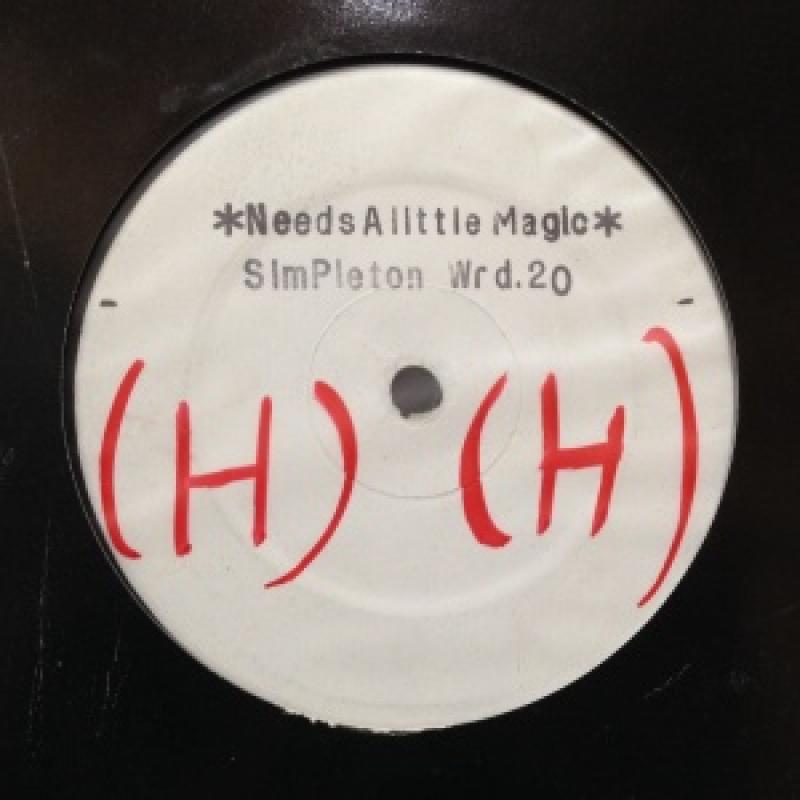 *NeedsAlittle Magic*
SimPleton Wrd.20
(H) (H)